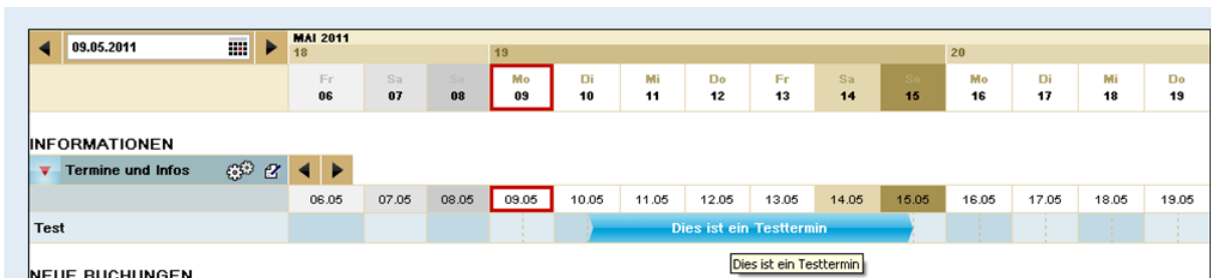 09.05.2011
MAI 2011
18 19 20
Fr Sa So Mo Di Mi Do Fr Sa So Mo Di Mi Do
06 07 08 09 10 11 12 13 14 15 16 17 18 19
INFORMATIONEN
Termine und Infos
06.05 07.05 08.05 09.05 10.05 11.05 12.05 13.05 14.05 15.05 16.05 17.05 18.05 19.05
Test Dies ist ein Testtermin
Dies ist ein Testtermin
NEUE BUCHUNGEN